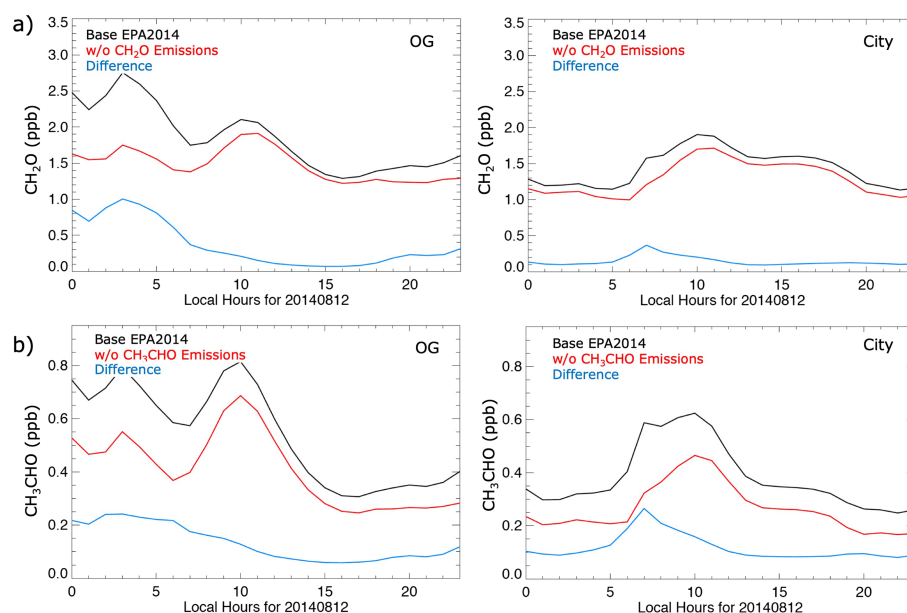 a)
Base EPA2014
w/o CH₂O Emissions
Difference
OG
CH₂O (ppb)
3.5
3.0
2.5
2.0
1.5
1.0
0.5
0.0
0 5 10 15 20
Local Hours for 20140812
Base EPA2014
w/o CH₂O Emissions
Difference
City
CH₂O (ppb)
3.5
3.0
2.5
2.0
1.5
1.0
0.5
0.0
0 5 10 15 20
Local Hours for 20140812
b)
Base EPA2014
w/o CH₃CHO Emissions
Difference
OG
CH₃CHO (ppb)
0.8
0.6
0.4
0.2
0.0
0 5 10 15 20
Local Hours for 20140812
Base EPA2014
w/o CH₃CHO Emissions
Difference
City
CH₃CHO (ppb)
0.8
0.6
0.4
0.2
0.0
0 5 10 15 20
Local Hours for 20140812